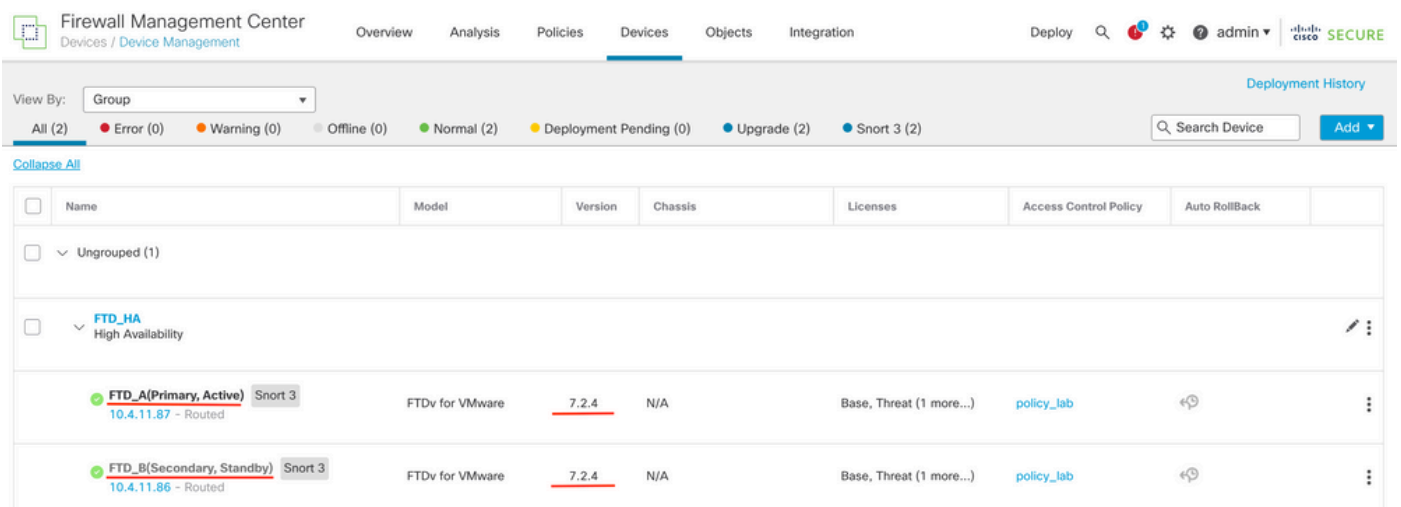 Firewall Management Center
Devices / Device Management
Overview Analysis Policies Devices Objects Integration
Deploy 1 admin cisco SECURE
Deployment History
View By: Group
All (2) Error (0) Warning (0) Offline (0) Normal (2) Deployment Pending (0) Upgrade (2) Snort 3 (2)
Search Device Add
Collapse All
Name Model Version Chassis Licenses Access Control Policy Auto RollBack
Ungrouped (1)
FTD_HA
High Availability
FTD_A(Primary, Active) Snort 3
10.4.11.87 - Routed
FTDv for VMware 7.2.4 N/A Base, Threat (1 more...) policy_lab
FTD_B(Secondary, Standby) Snort 3
10.4.11.86 - Routed
FTDv for VMware 7.2.4 N/A Base, Threat (1 more...) policy_lab